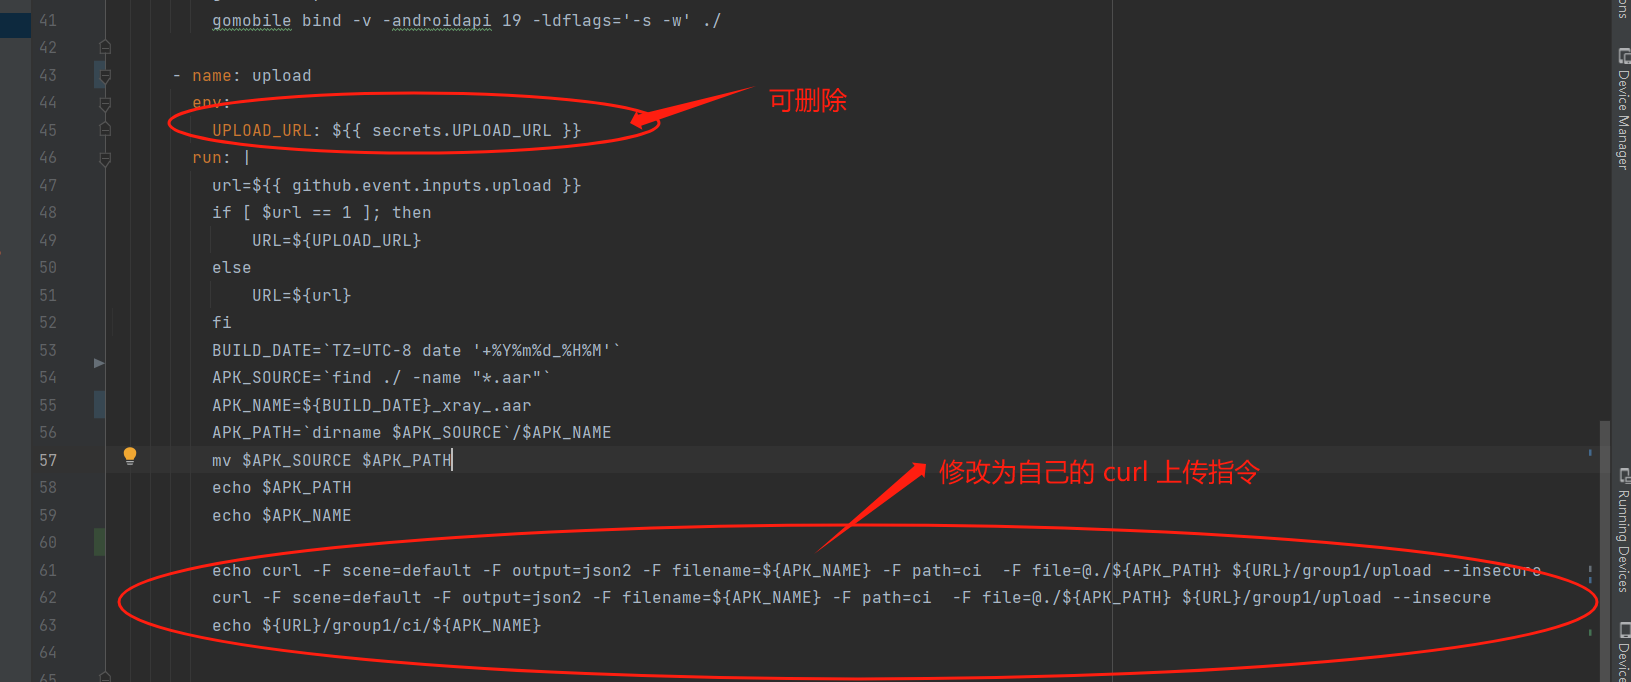 41 gomobile bind -v -androidapi 19 -ldflags='-s -w' ./
42
43 - name: upload
44 env:
可删除
45 UPLOAD_URL: ${{ secrets.UPLOAD_URL }}
46 run: |
47 url=${{ github.event.inputs.upload }}
48 if [ $url == 1 ]; then
49 URL=${UPLOAD_URL}
50 else
51 URL=${url}
52 fi
53 BUILD_DATE=`TZ=UTC-8 date '+%Y%m%d_%H%M'`
54 APK_SOURCE=`find ./ -name "*.aar"`
55 APK_NAME=${BUILD_DATE}_xray_.aar
56 APK_PATH=`dirname $APK_SOURCE`/$APK_NAME
57 mv $APK_SOURCE $APK_PATH
修改为自己的 curl 上传指令
58 echo $APK_PATH
59 echo $APK_NAME
60
61 echo curl -F scene=default -F output=json2 -F filename=${APK_NAME} -F path=ci  -F file=@./${APK_PATH} ${URL}/group1/upload --insecure
62 curl -F scene=default -F output=json2 -F filename=${APK_NAME} -F path=ci  -F file=@./${APK_PATH} ${URL}/group1/upload --insecure
63 echo ${URL}/group1/ci/${APK_NAME}
64
65
Device Manager
Running Devices